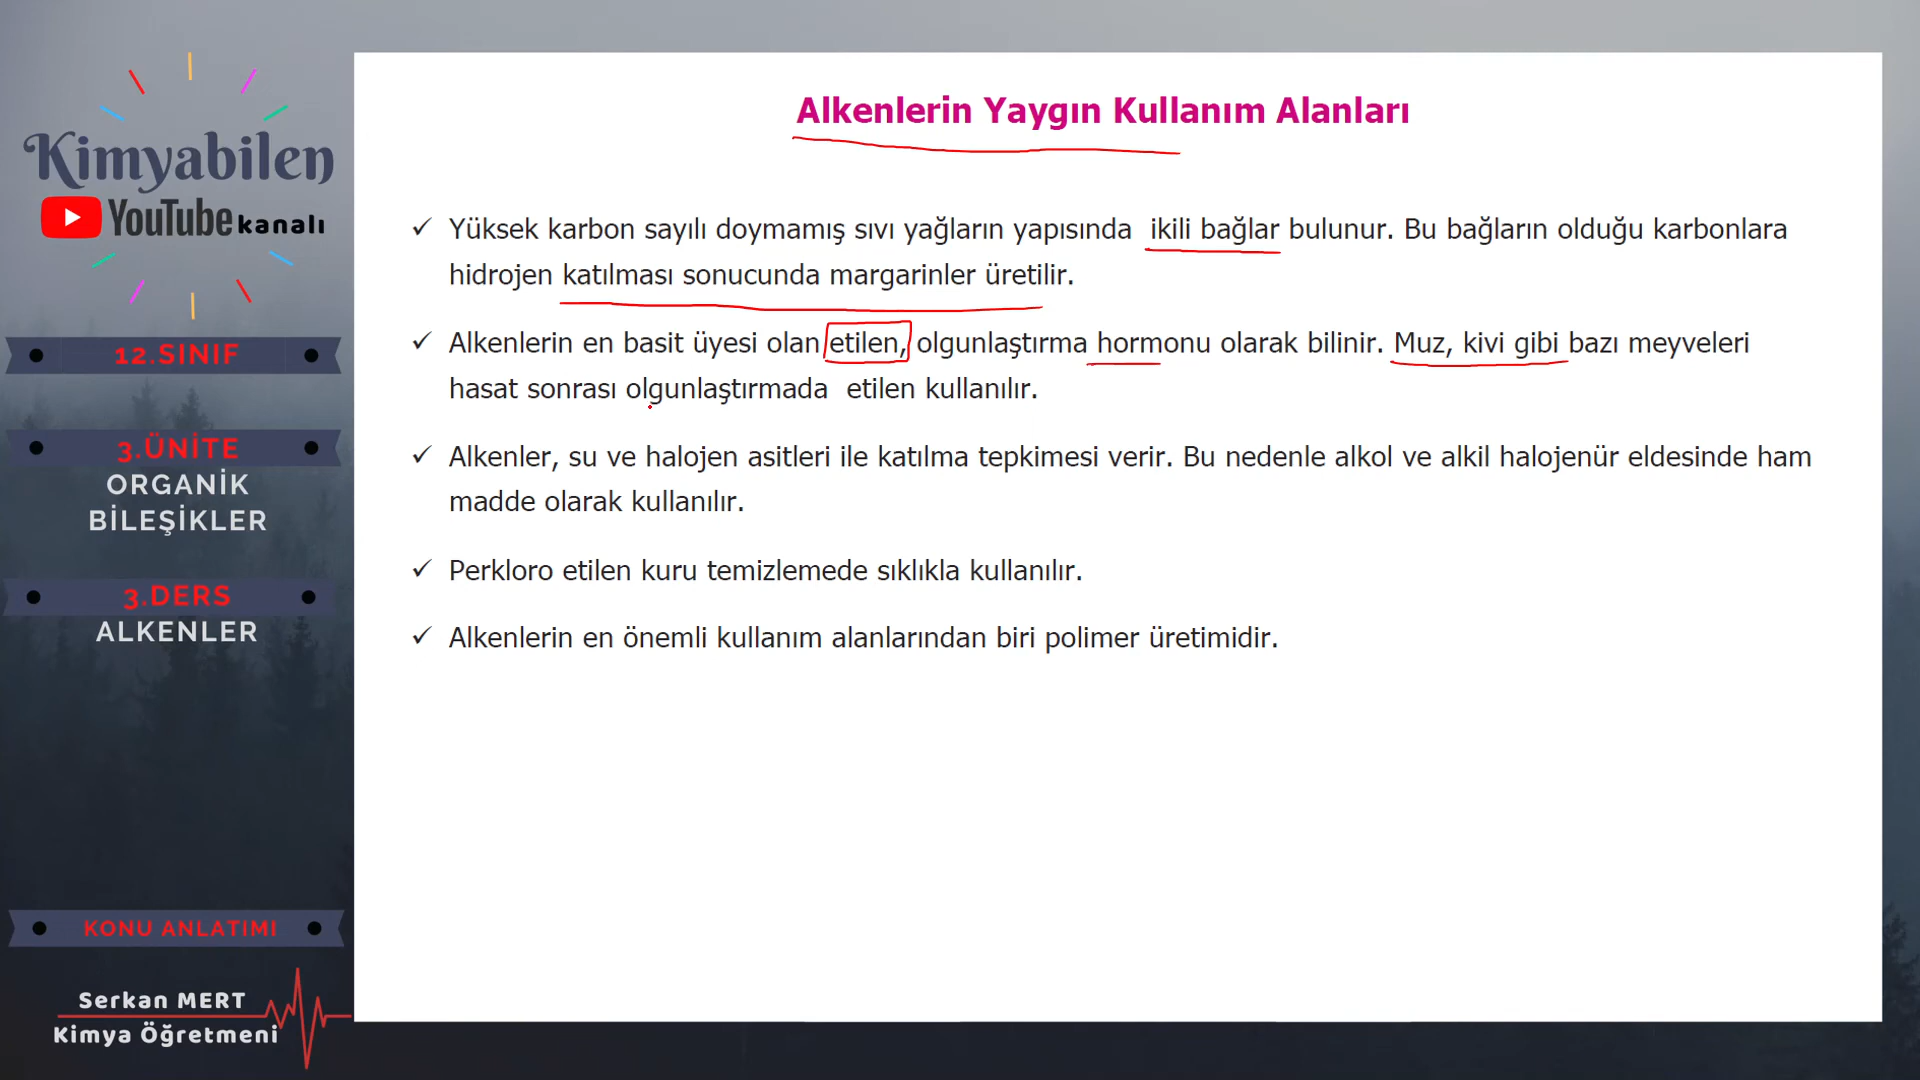 Kimyabilen
YouTube kanalı
12.SINIF
3.ÜNİTE
ORGANİK
BİLEŞİKLER
3.DERS
ALKENLER
KONU ANLATIMI
Serkan MERT
Kimya Öğretmeni
Alkenlerin Yaygın Kullanım Alanları
✓ Yüksek karbon sayılı doymamış sıvı yağların yapısında ikili bağlar bulunur. Bu bağların olduğu karbonlara
hidrojen katılması sonucunda margarinler üretilir.
✓ Alkenlerin en basit üyesi olan etilen, olgunlaştırma hormonu olarak bilinir. Muz, kivi gibi bazı meyveleri
hasat sonrası olgunlaştırmada etilen kullanılır.
✓ Alkenler, su ve halojen asitleri ile katılma tepkimesi verir. Bu nedenle alkol ve alkil halojenür eldesinde ham
madde olarak kullanılır.
✓ Perkloro etilen kuru temizlemede sıklıkla kullanılır.
✓ Alkenlerin en önemli kullanım alanlarından biri polimer üretimidir.